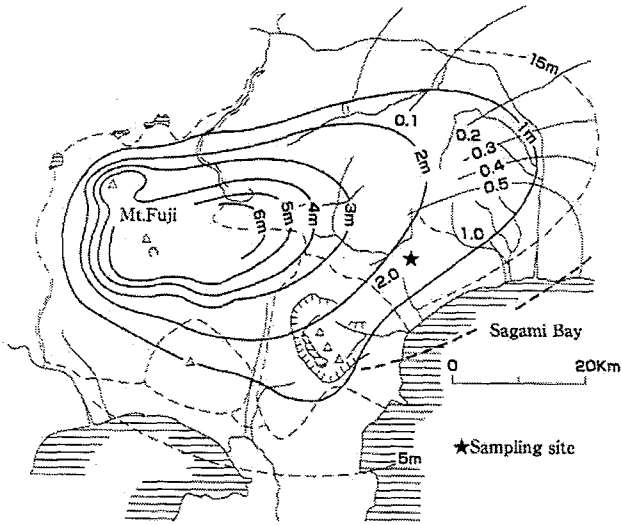 15m
0.1
1m
0.2
0.3
0.4
0.5
2m
Mt.Fuji
6m
5m
4m
3m
1.0
2.0
★
Sagami Bay
0 20Km
★Sampling site
5m